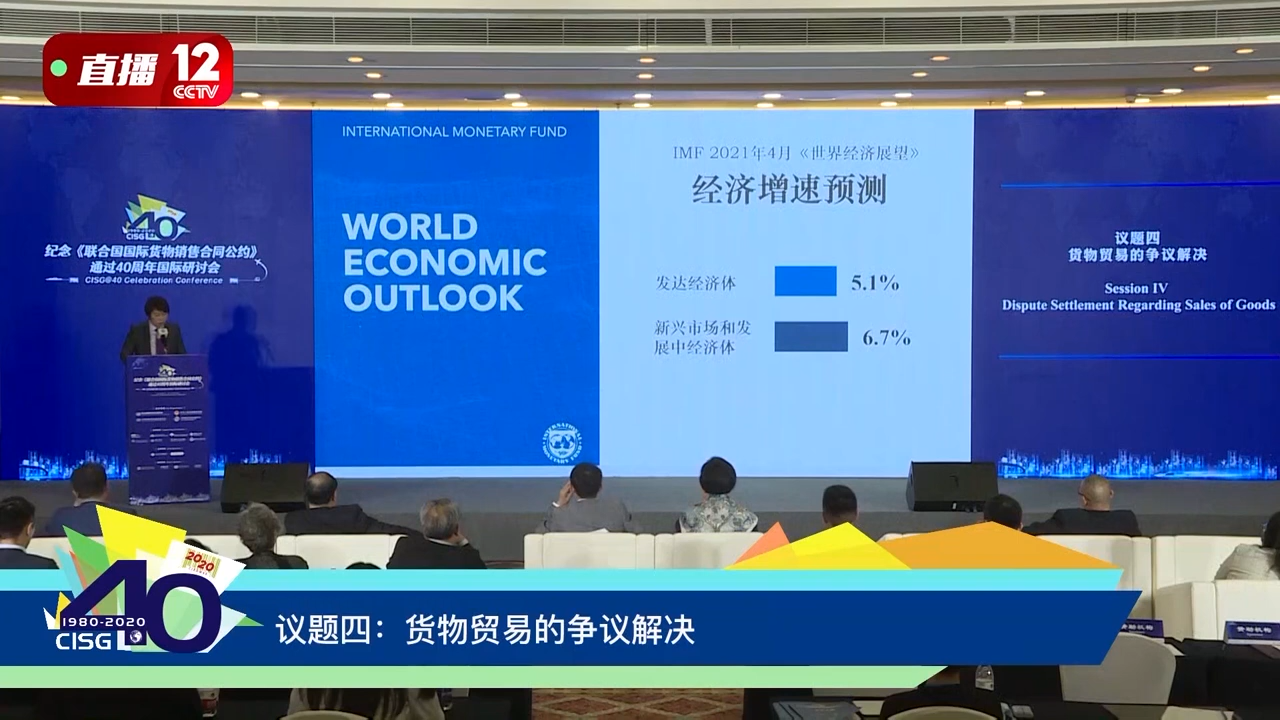 直播 12
CCTV
INTERNATIONAL MONETARY FUND
WORLD
ECONOMIC
OUTLOOK
IMF 2021年4月《世界经济展望》
经济增速预测
发达经济体 5.1%
新兴市场和发
展中经济体 6.7%
议题四
货物贸易的争议解决
Session IV
Dispute Settlement Regarding Sales of Goods
40
CISG
纪念《联合国国际货物销售合同公约》
通过40周年国际研讨会
CISG@40 Celebration Conference
INTERNATIONAL
MONETARY FUND
40
2020
1980-2020
CISG
议题四：货物贸易的争议解决